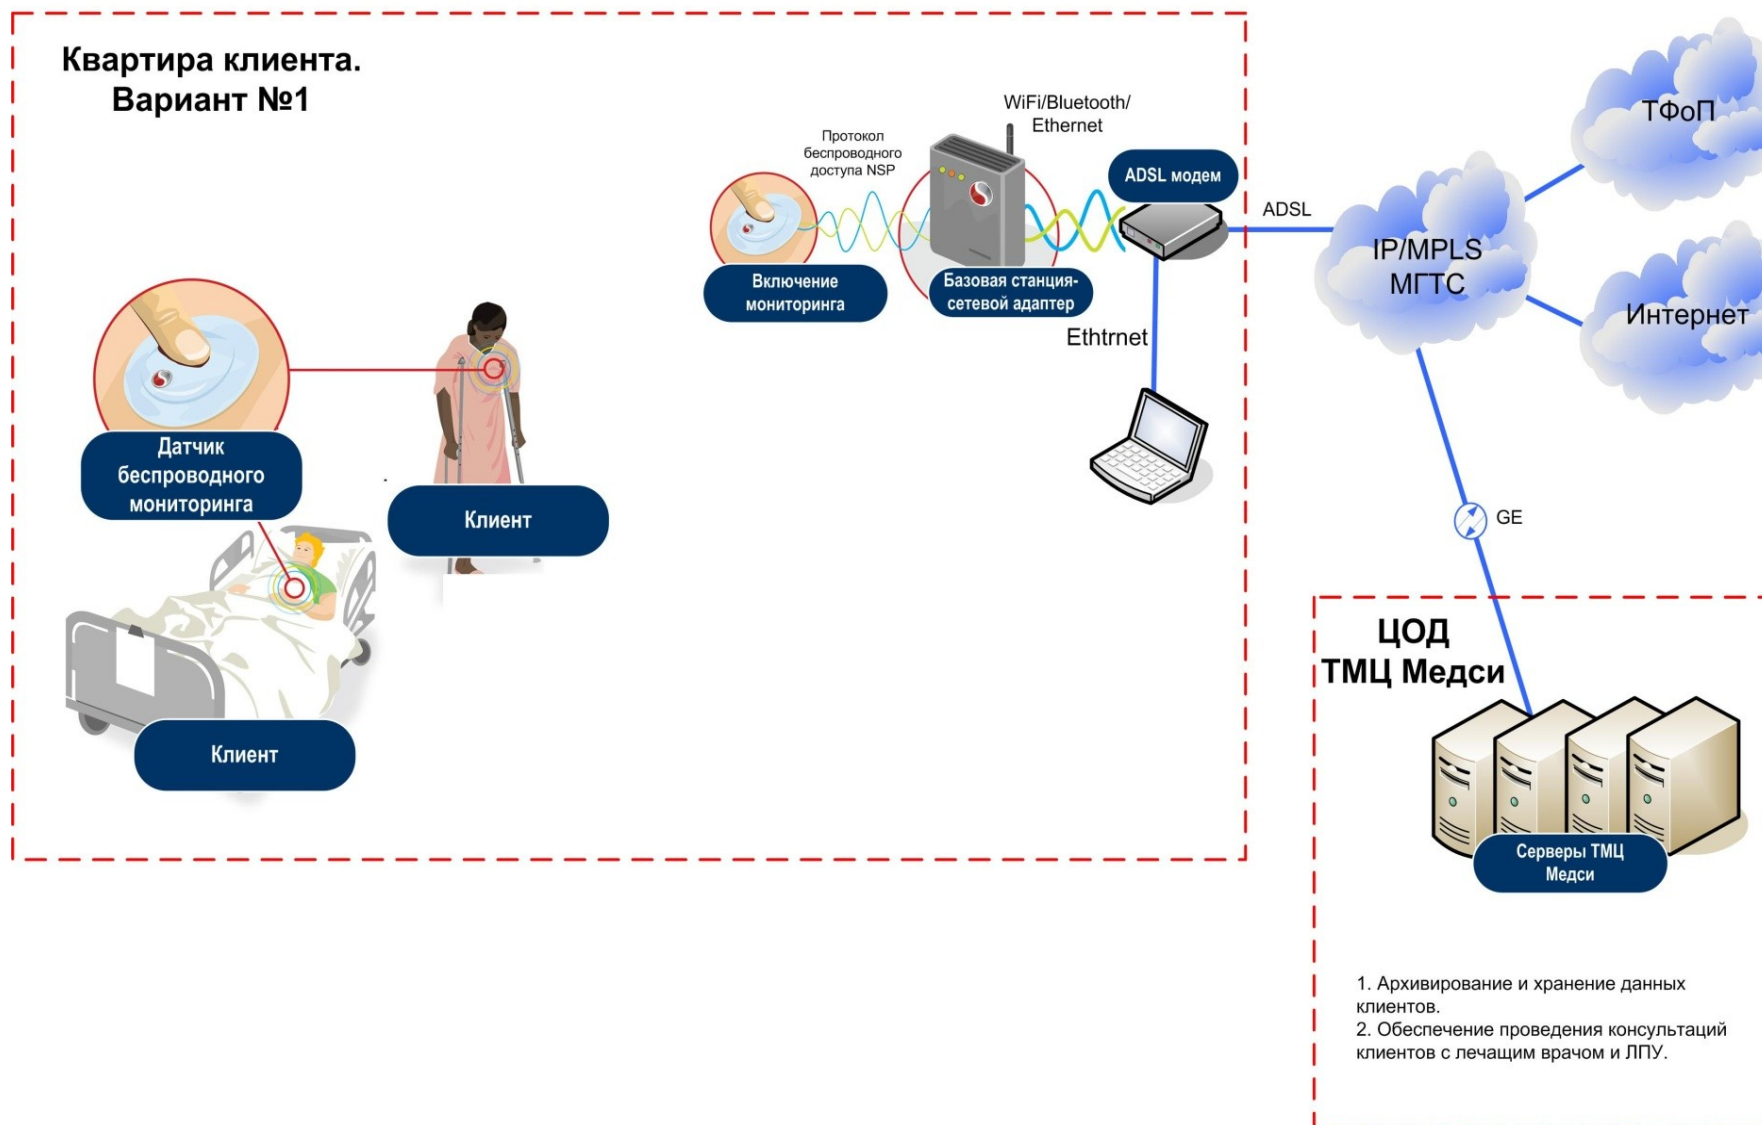 Квартира клиента.
Вариант №1
WiFi/Bluetooth/
Ethernet
Протокол
беспроводного
доступа NSP
ADSL модем
ADSL
Включение
мониторинга
Базовая станция-
сетевой адаптер
Ethtrnet
ТФоП
IP/MPLS
МГТС
Интернет
Датчик
беспроводного
мониторинга
Клиент
Клиент
GE
ЦОД
ТМЦ Медси
Серверы ТМЦ
Медси
1. Архивирование и хранение данных
клиентов.
2. Обеспечение проведения консультаций
клиентов с лечащим врачом и ЛПУ.